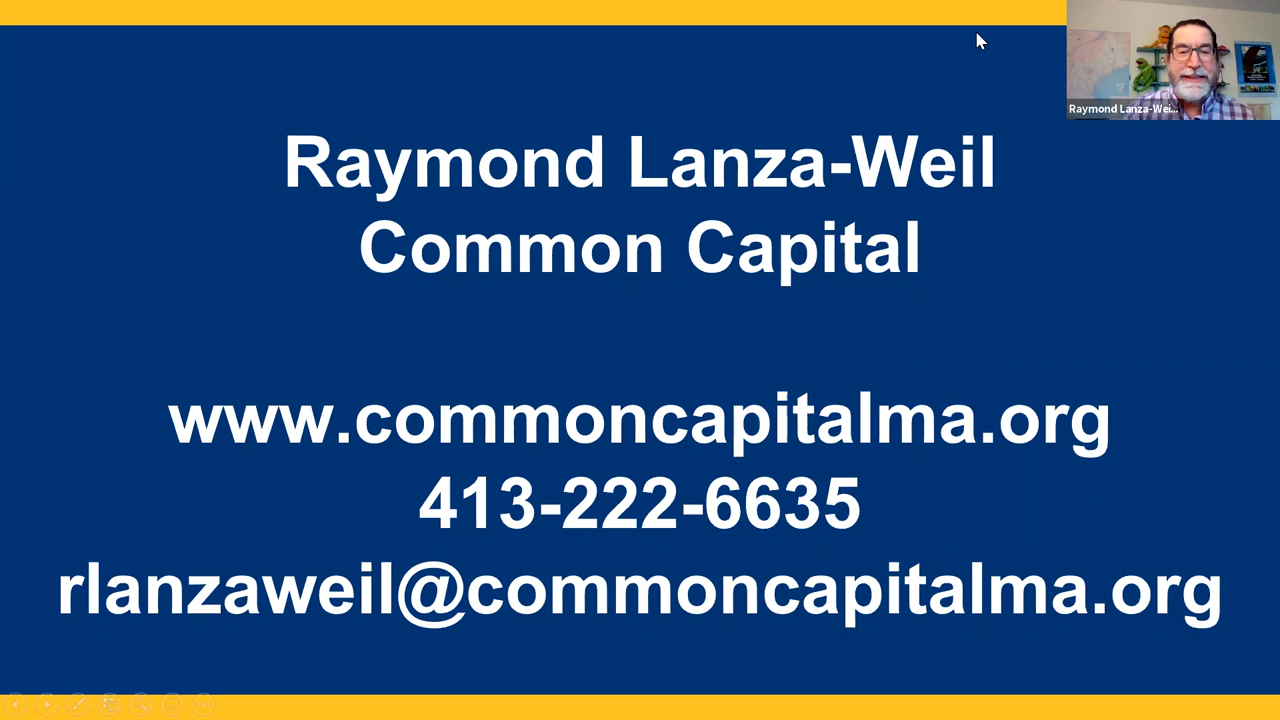 Raymond Lanza-Wei...
Raymond Lanza-Weil
Common Capital
www.commoncapitalma.org
413-222-6635
rlanzaweil@commoncapitalma.org